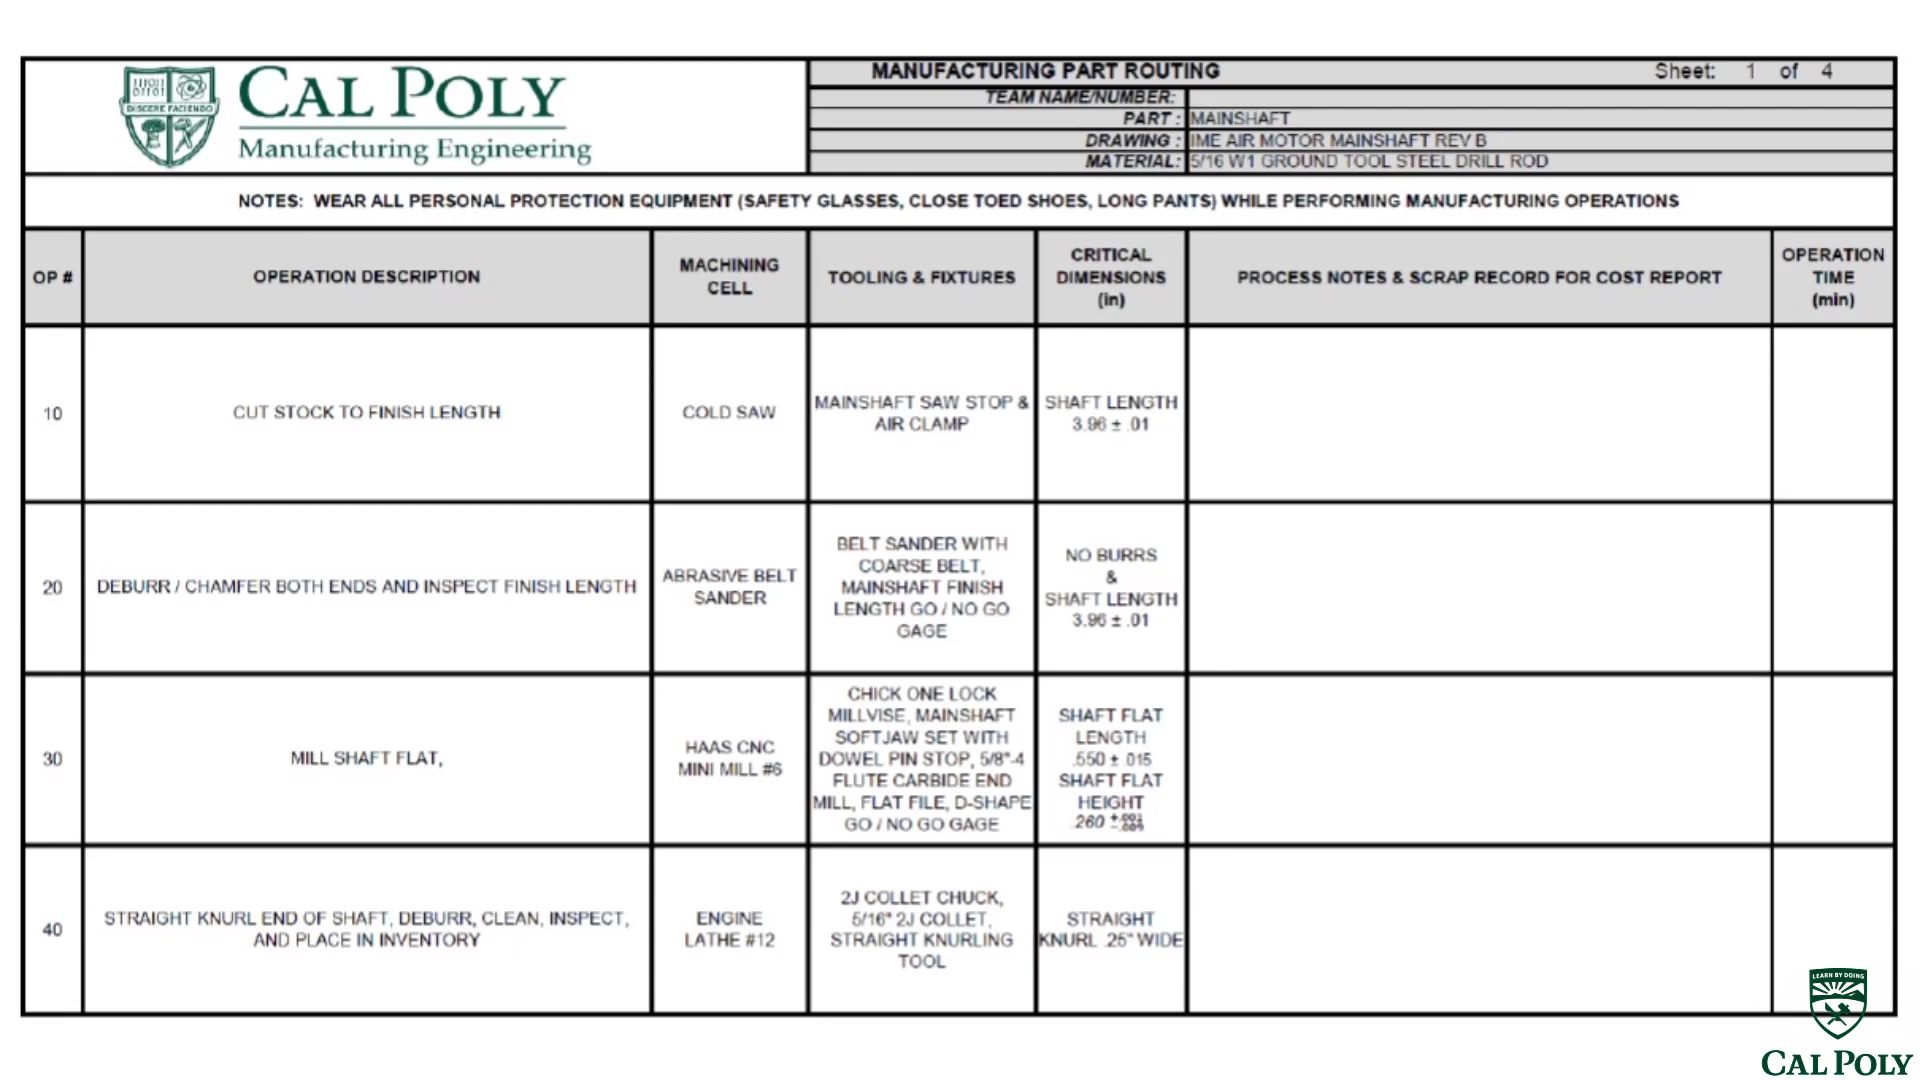 CAL POLY
Manufacturing Engineering
DISCERE FACIENDO
MANUFACTURING PART ROUTING
Sheet: 1 of 4
TEAM NAME/NUMBER:
PART : MAINSHAFT
DRAWING : IME AIR MOTOR MAINSHAFT REV B
MATERIAL: 5/16 W1 GROUND TOOL STEEL DRILL ROD
NOTES: WEAR ALL PERSONAL PROTECTION EQUIPMENT (SAFETY GLASSES, CLOSE TOED SHOES, LONG PANTS) WHILE PERFORMING MANUFACTURING OPERATIONS
OP #
OPERATION DESCRIPTION
MACHINING
CELL
TOOLING & FIXTURES
CRITICAL
DIMENSIONS
(in)
PROCESS NOTES & SCRAP RECORD FOR COST REPORT
OPERATION
TIME
(min)
10
CUT STOCK TO FINISH LENGTH
COLD SAW
MAINSHAFT SAW STOP &
AIR CLAMP
SHAFT LENGTH
3.96 ± .01
20
DEBURR / CHAMFER BOTH ENDS AND INSPECT FINISH LENGTH
ABRASIVE BELT
SANDER
BELT SANDER WITH
COARSE BELT,
MAINSHAFT FINISH
LENGTH GO / NO GO
GAGE
NO BURRS
&
SHAFT LENGTH
3.96 ± .01
30
MILL SHAFT FLAT,
HAAS CNC
MINI MILL #6
CHICK ONE LOCK
MILLVISE, MAINSHAFT
SOFTJAW SET WITH
DOWEL PIN STOP, 5/8"-4
FLUTE CARBIDE END
MILL, FLAT FILE, D-SHAPE
GO / NO GO GAGE
SHAFT FLAT
LENGTH
.550 ± .015
SHAFT FLAT
HEIGHT
.260
40
STRAIGHT KNURL END OF SHAFT, DEBURR, CLEAN, INSPECT,
AND PLACE IN INVENTORY
ENGINE
LATHE #12
2J COLLET CHUCK,
5/16" 2J COLLET,
STRAIGHT KNURLING
TOOL
STRAIGHT
KNURL .25" WIDE
LEARN BY DOING
CAL POLY